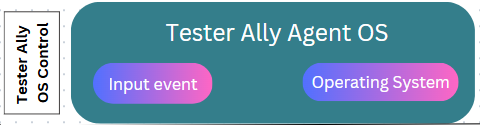 Tester Ally
OS Control
Tester Ally Agent OS
Input event
Operating System